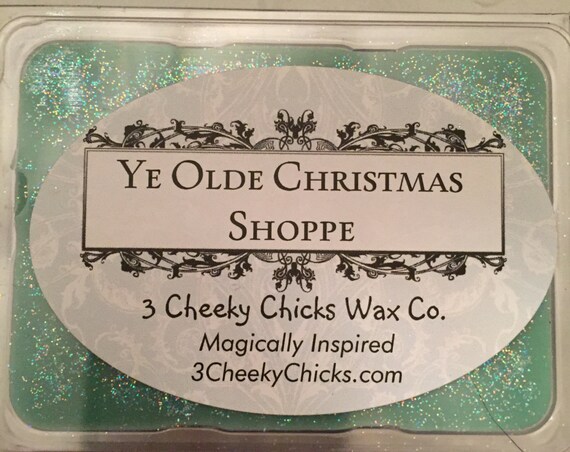 Ye Olde Christmas
Shoppe
3 Cheeky Chicks Wax Co.
Magically Inspired
3CheekyChicks.com